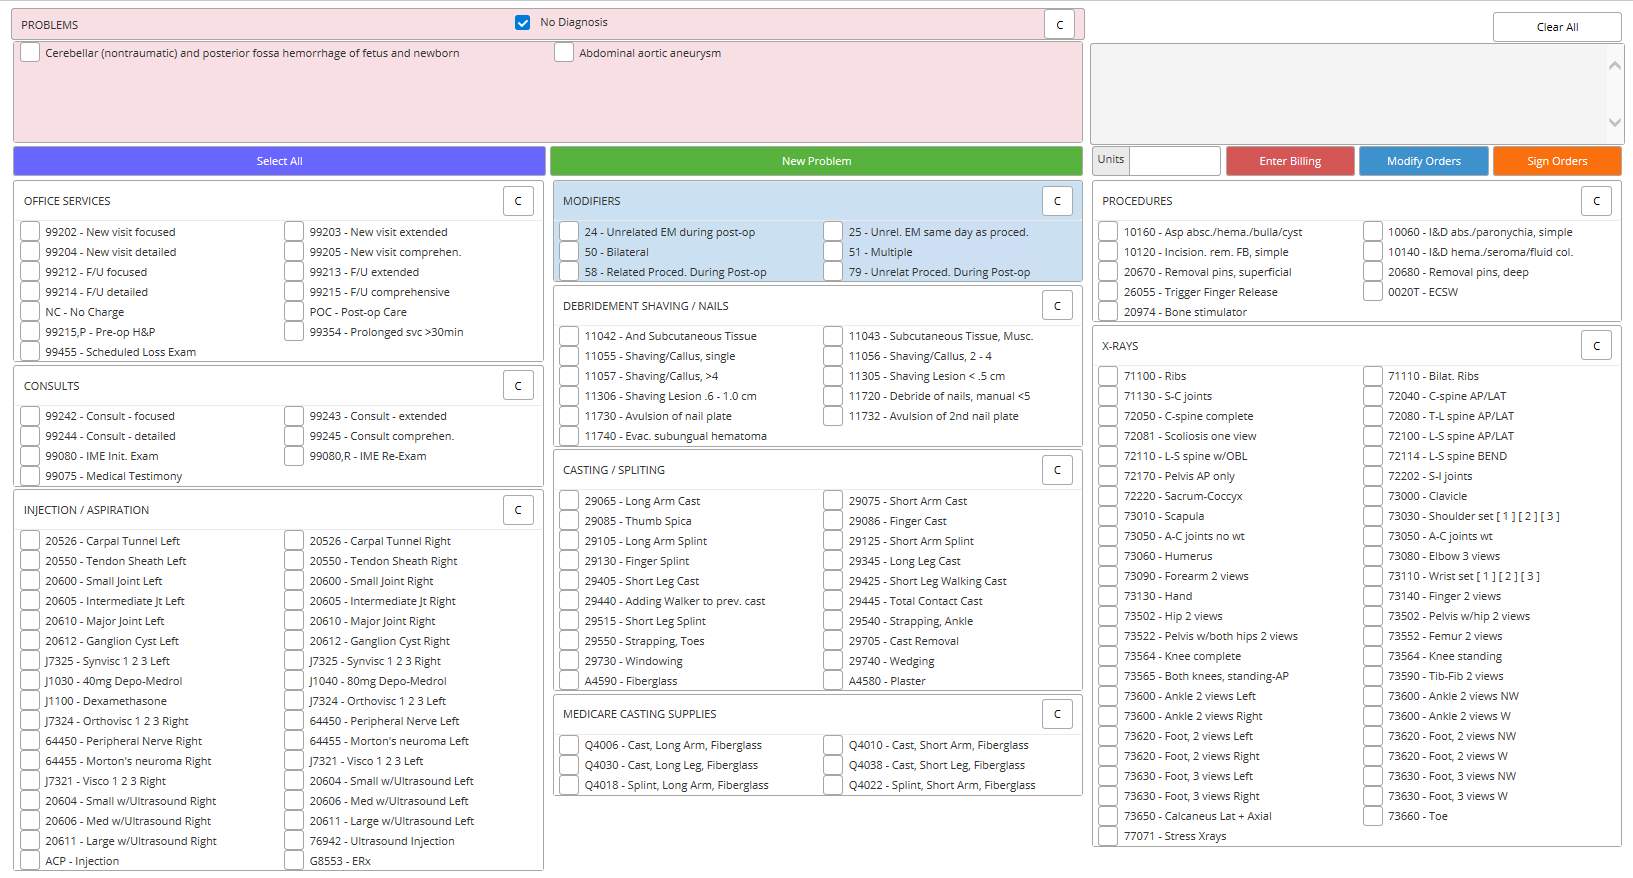 PROBLEMS
No Diagnosis
C
Clear All
Cerebellar (nontraumatic) and posterior fossa hemorrhage of fetus and newborn
Abdominal aortic aneurysm
Select All
New Problem
Units
Enter Billing
Modify Orders
Sign Orders
OFFICE SERVICES
C
99202 - New visit focused
99203 - New visit extended
99204 - New visit detailed
99205 - New visit comprehen.
99212 - F/U focused
99213 - F/U extended
99214 - F/U detailed
99215 - F/U comprehensive
NC - No Charge
POC - Post-op Care
99215,P - Pre-op H&P
99354 - Prolonged svc >30min
99455 - Scheduled Loss Exam
CONSULTS
C
99242 - Consult - focused
99243 - Consult - extended
99244 - Consult - detailed
99245 - Consult comprehen.
99080 - IME Init. Exam
99080,R - IME Re-Exam
99075 - Medical Testimony
INJECTION / ASPIRATION
C
20526 - Carpal Tunnel Left
20526 - Carpal Tunnel Right
20550 - Tendon Sheath Left
20550 - Tendon Sheath Right
20600 - Small Joint Left
20600 - Small Joint Right
20605 - Intermediate Jt Left
20605 - Intermediate Jt Right
20610 - Major Joint Left
20610 - Major Joint Right
20612 - Ganglion Cyst Left
20612 - Ganglion Cyst Right
J7325 - Synvisc 1 2 3 Left
J7325 - Synvisc 1 2 3 Right
J1030 - 40mg Depo-Medrol
J1040 - 80mg Depo-Medrol
J1100 - Dexamethasone
J7324 - Orthovisc 1 2 3 Left
J7324 - Orthovisc 1 2 3 Right
64450 - Peripheral Nerve Left
64450 - Peripheral Nerve Right
64455 - Morton's neuroma Left
64455 - Morton's neuroma Right
J7321 - Visco 1 2 3 Left
J7321 - Visco 1 2 3 Right
20604 - Small w/Ultrasound Left
20604 - Small w/Ultrasound Right
20606 - Med w/Ultrasound Left
20606 - Med w/Ultrasound Right
20611 - Large w/Ultrasound Left
20611 - Large w/Ultrasound Right
76942 - Ultrasound Injection
ACP - Injection
G8553 - ERx
MODIFIERS
C
24 - Unrelated EM during post-op
25 - Unrel. EM same day as proced.
50 - Bilateral
51 - Multiple
58 - Related Proced. During Post-op
79 - Unrelat Proced. During Post-op
DEBRIDEMENT SHAVING / NAILS
C
11042 - And Subcutaneous Tissue
11043 - Subcutaneous Tissue, Musc.
11055 - Shaving/Callus, single
11056 - Shaving/Callus, 2 - 4
11057 - Shaving/Callus, >4
11305 - Shaving Lesion < .5 cm
11306 - Shaving Lesion .6 - 1.0 cm
11720 - Debride of nails, manual <5
11730 - Avulsion of nail plate
11732 - Avulsion of 2nd nail plate
11740 - Evac. subungual hematoma
CASTING / SPLITING
C
29065 - Long Arm Cast
29075 - Short Arm Cast
29085 - Thumb Spica
29086 - Finger Cast
29105 - Long Arm Splint
29125 - Short Arm Splint
29130 - Finger Splint
29345 - Long Leg Cast
29405 - Short Leg Cast
29425 - Short Leg Walking Cast
29440 - Adding Walker to prev. cast
29445 - Total Contact Cast
29515 - Short Leg Splint
29540 - Strapping, Ankle
29550 - Strapping, Toes
29705 - Cast Removal
29730 - Windowing
29740 - Wedging
A4590 - Fiberglass
A4580 - Plaster
MEDICARE CASTING SUPPLIES
C
Q4006 - Cast, Long Arm, Fiberglass
Q4010 - Cast, Short Arm, Fiberglass
Q4030 - Cast, Long Leg, Fiberglass
Q4038 - Cast, Short Leg, Fiberglass
Q4018 - Splint, Long Arm, Fiberglass
Q4022 - Splint, Short Arm, Fiberglass
PROCEDURES
C
10160 - Asp absc./hema./bulla/cyst
10060 - I&D abs./paronychia, simple
10120 - Incision. rem. FB, simple
10140 - I&D hema./seroma/fluid col.
20670 - Removal pins, superficial
20680 - Removal pins, deep
26055 - Trigger Finger Release
0020T - ECSW
20974 - Bone stimulator
X-RAYS
C
71100 - Ribs
71110 - Bilat. Ribs
71130 - S-C joints
72040 - C-spine AP/LAT
72050 - C-spine complete
72080 - T-L spine AP/LAT
72081 - Scoliosis one view
72100 - L-S spine AP/LAT
72110 - L-S spine w/OBL
72114 - L-S spine BEND
72170 - Pelvis AP only
72202 - S-I joints
72220 - Sacrum-Coccyx
73000 - Clavicle
73010 - Scapula
73030 - Shoulder set [ 1 ] [ 2 ] [ 3 ]
73050 - A-C joints no wt
73050 - A-C joints wt
73060 - Humerus
73080 - Elbow 3 views
73090 - Forearm 2 views
73110 - Wrist set [ 1 ] [ 2 ] [ 3 ]
73130 - Hand
73140 - Finger 2 views
73502 - Hip 2 views
73502 - Pelvis w/hip 2 views
73522 - Pelvis w/both hips 2 views
73552 - Femur 2 views
73564 - Knee complete
73564 - Knee standing
73565 - Both knees, standing-AP
73590 - Tib-Fib 2 views
73600 - Ankle 2 views Left
73600 - Ankle 2 views NW
73600 - Ankle 2 views Right
73600 - Ankle 2 views W
73620 - Foot, 2 views Left
73620 - Foot, 2 views NW
73620 - Foot, 2 views Right
73620 - Foot, 2 views W
73630 - Foot, 3 views Left
73630 - Foot, 3 views NW
73630 - Foot, 3 views Right
73630 - Foot, 3 views W
73650 - Calcaneus Lat + Axial
73660 - Toe
77071 - Stress Xrays